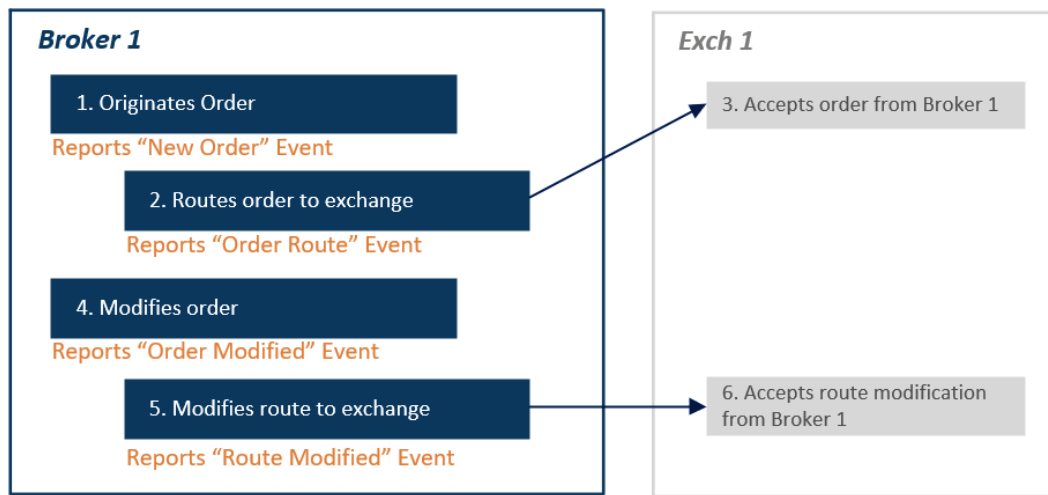 Broker 1
Exch 1
1. Originates Order
3. Accepts order from Broker 1
Reports “New Order” Event
2. Routes order to exchange
Reports “Order Route” Event
4. Modifies order
Reports “Order Modified” Event
5. Modifies route to exchange
6. Accepts route modification
from Broker 1
Reports “Route Modified” Event